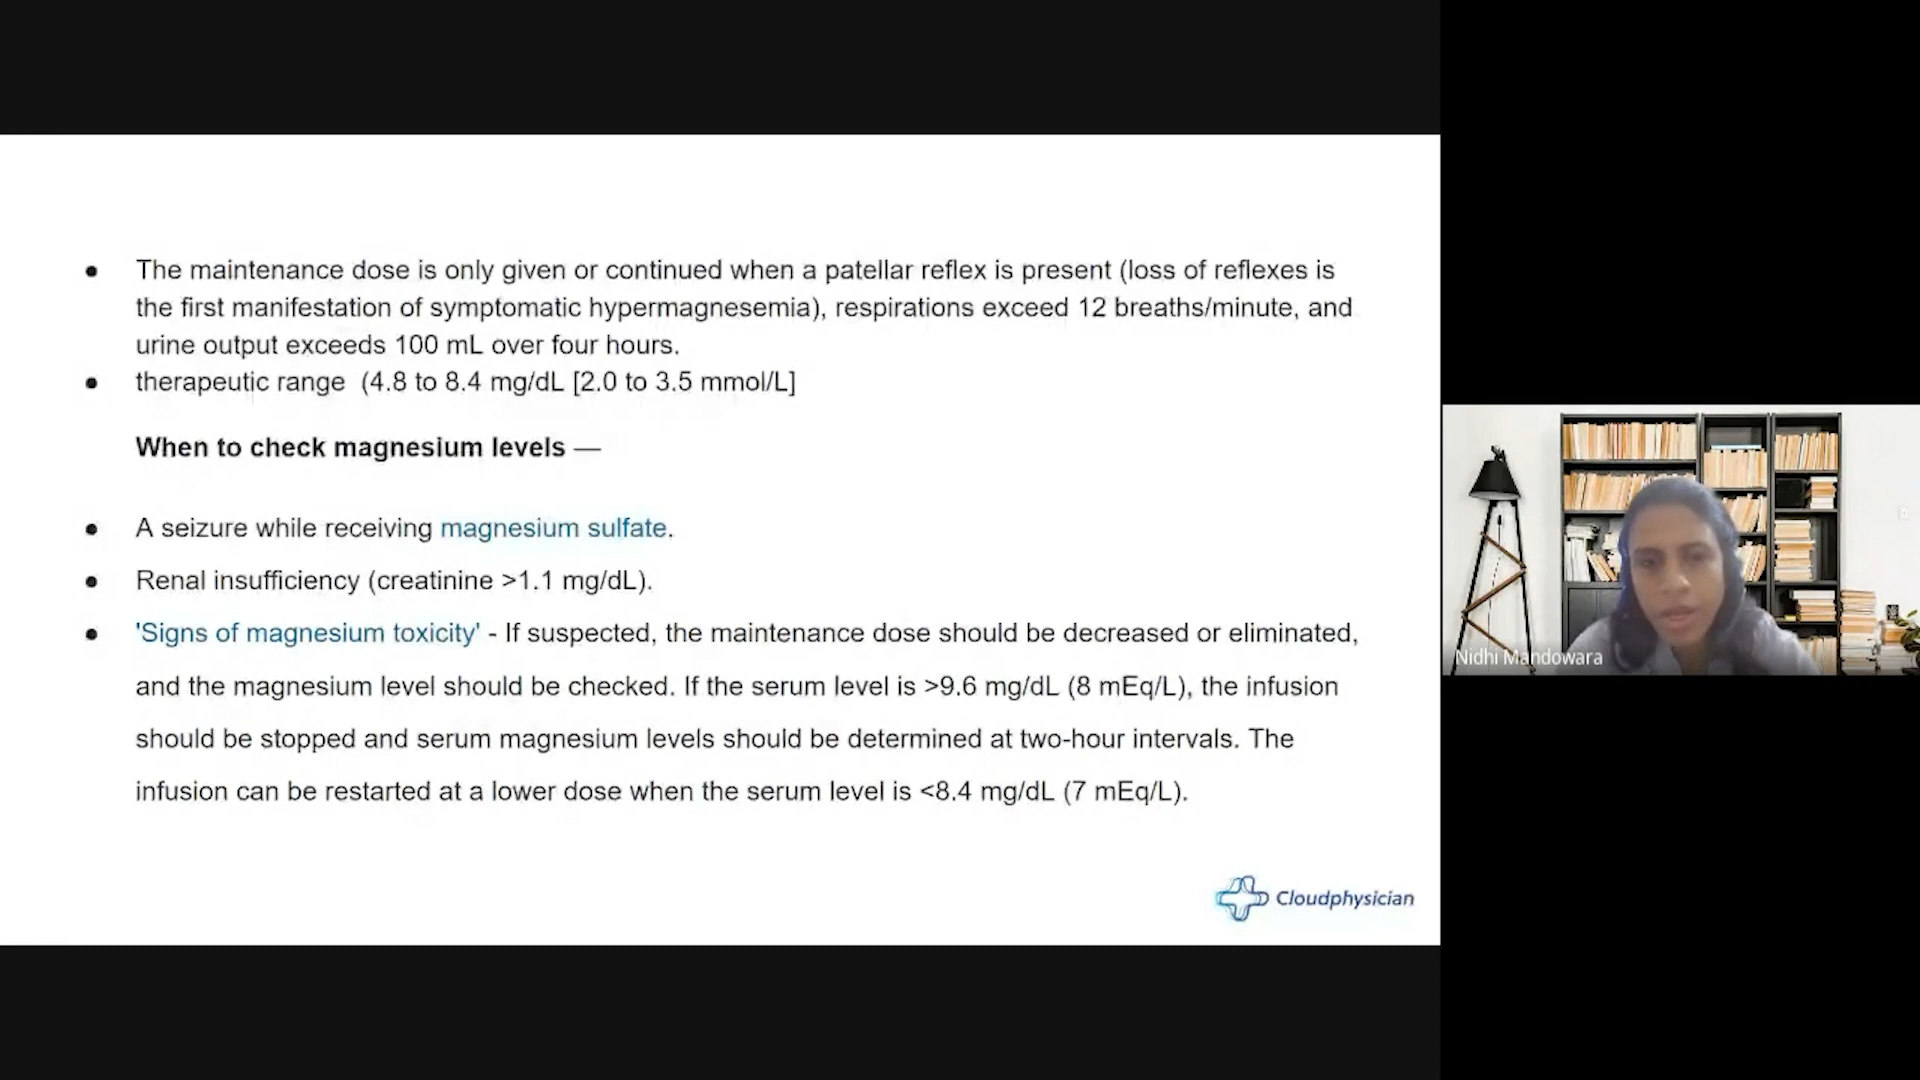 The maintenance dose is only given or continued when a patellar reflex is present (loss of reflexes is
the first manifestation of symptomatic hypermagnesemia), respirations exceed 12 breaths/minute, and
urine output exceeds 100 mL over four hours.
therapeutic range (4.8 to 8.4 mg/dL [2.0 to 3.5 mmol/L]
When to check magnesium levels —
A seizure while receiving magnesium sulfate.
Renal insufficiency (creatinine >1.1 mg/dL).
'Signs of magnesium toxicity' - If suspected, the maintenance dose should be decreased or eliminated,
and the magnesium level should be checked. If the serum level is >9.6 mg/dL (8 mEq/L), the infusion
should be stopped and serum magnesium levels should be determined at two-hour intervals. The
infusion can be restarted at a lower dose when the serum level is <8.4 mg/dL (7 mEq/L).
Cloudphysician
Nidhi Mandowara